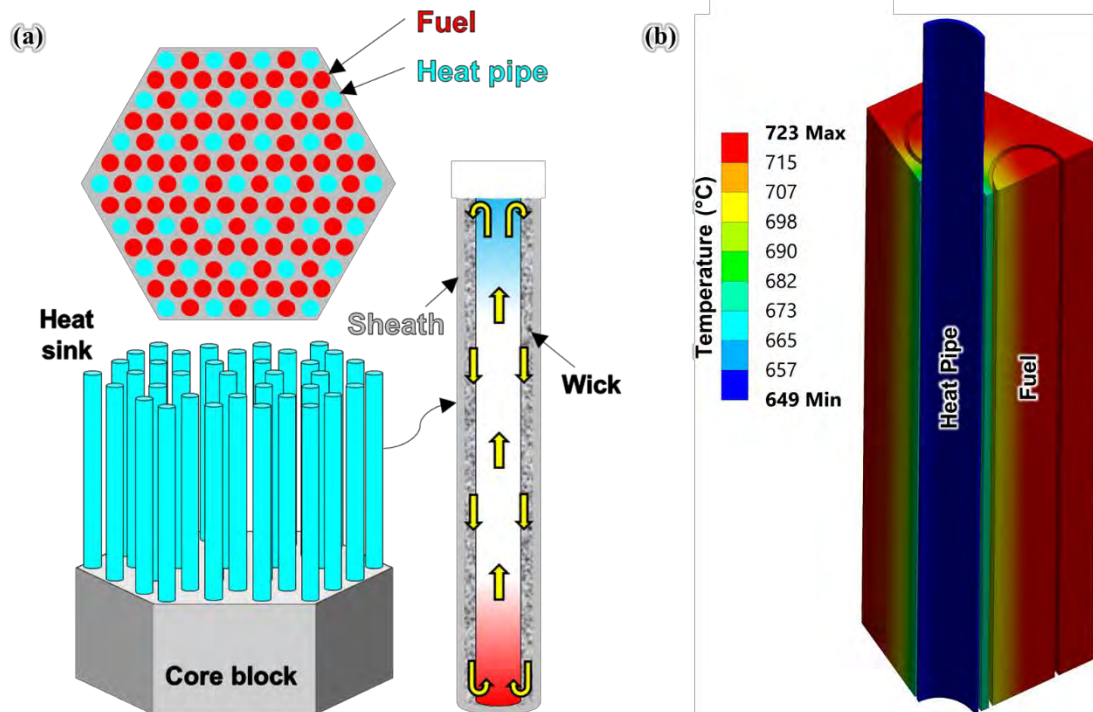 (a)
Fuel
Heat pipe
Heat
sink
Sheath
Wick
Core block
(b)
Temperature (°C)
723 Max
715
707
698
690
682
673
665
657
649 Min
Heat Pipe
Fuel